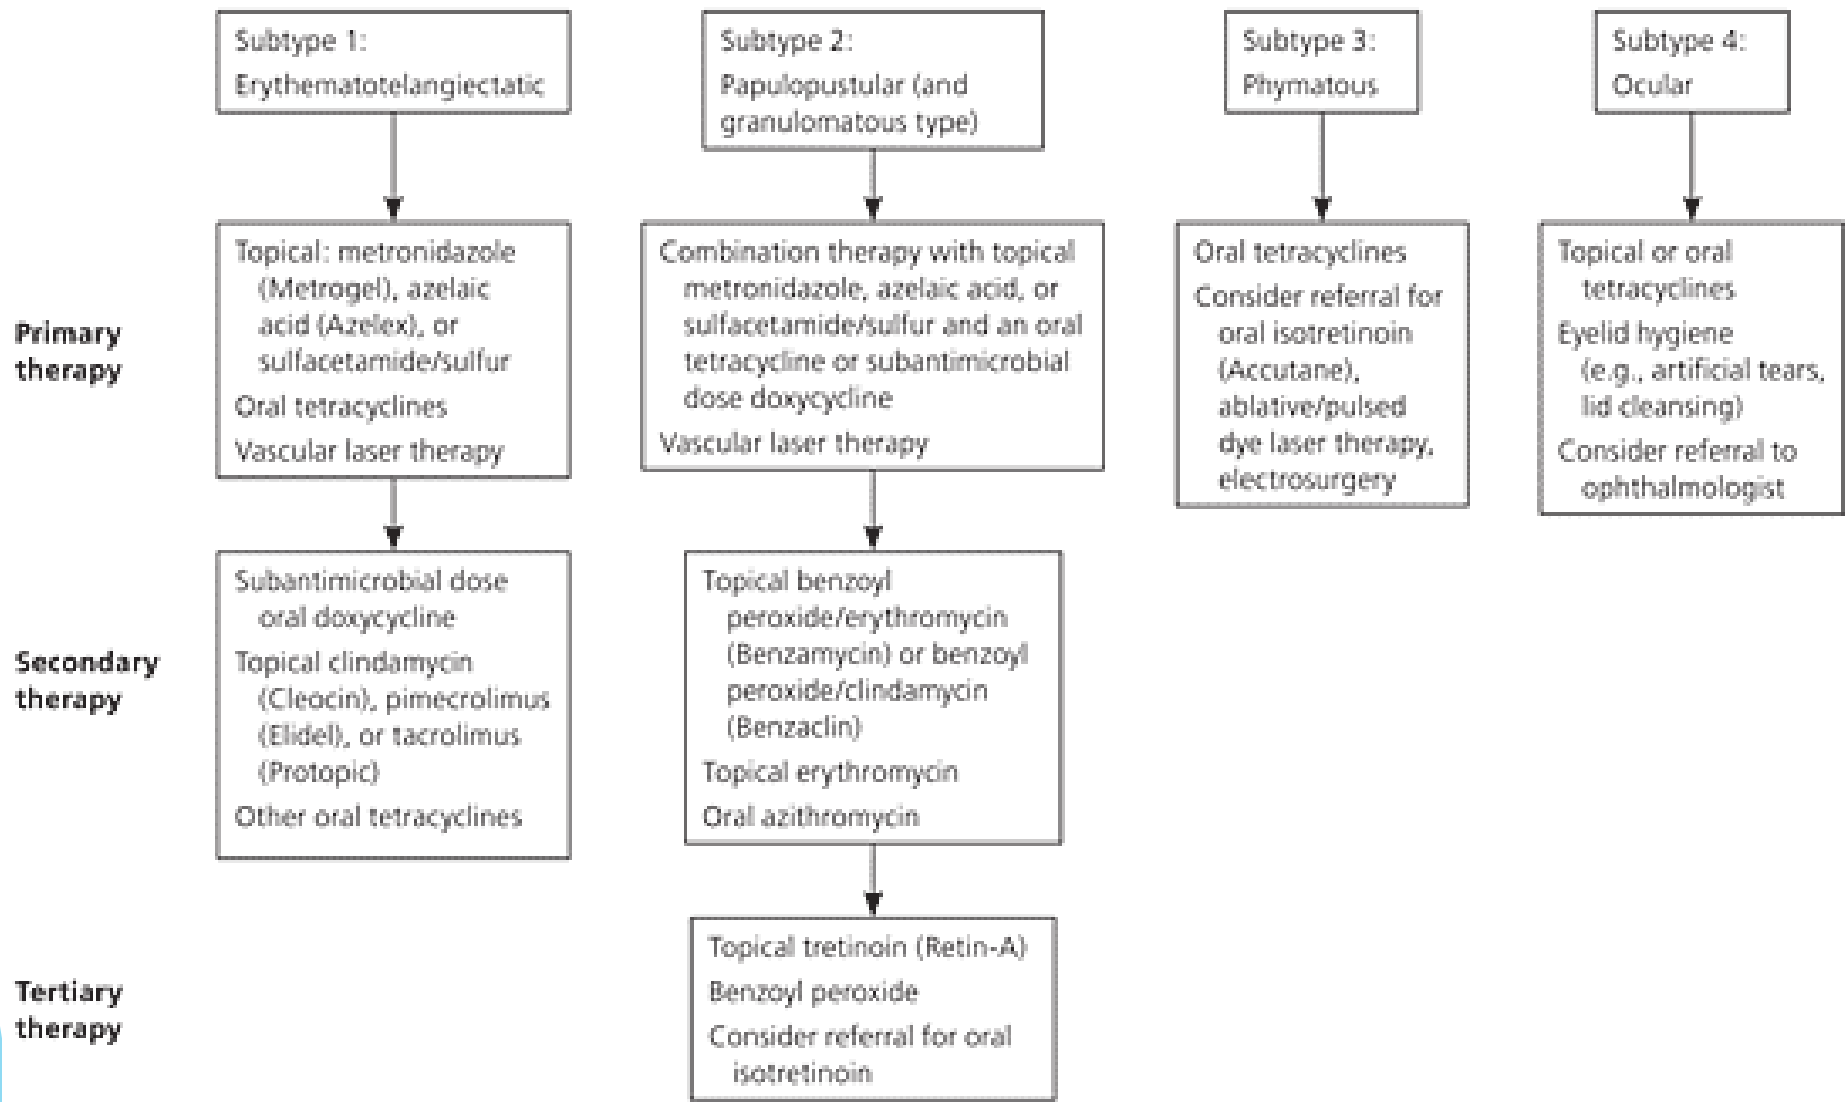 Subtype 1:
Erythematotelangiectatic
Subtype 2:
Papulopustular (and
granulomatous type)
Subtype 3:
Phymatous
Subtype 4:
Ocular
Primary
therapy
Topical: metronidazole
(Metrogel), azelaic
acid (Azelex), or
sulfacetamide/sulfur
Oral tetracyclines
Vascular laser therapy
Combination therapy with topical
metronidazole, azelaic acid, or
sulfacetamide/sulfur and an oral
tetracycline or subantimicrobial
dose doxycycline
Vascular laser therapy
Oral tetracyclines
Consider referral for
oral isotretinoin
(Accutane),
ablative/pulsed
dye laser therapy,
electrosurgery
Topical or oral
tetracyclines
Eyelid hygiene
(e.g., artificial tears,
lid cleansing)
Consider referral to
ophthalmologist
Secondary
therapy
Subantimicrobial dose
oral doxycycline
Topical clindamycin
(Cleocin), pimecrolimus
(Elidel), or tacrolimus
(Protopic)
Other oral tetracyclines
Topical benzoyl
peroxide/erythromycin
(Benzamycin) or benzoyl
peroxide/clindamycin
(Benzaclin)
Topical erythromycin
Oral azithromycin
Tertiary
therapy
Topical tretinoin (Retin-A)
Benzoyl peroxide
Consider referral for oral
isotretinoin